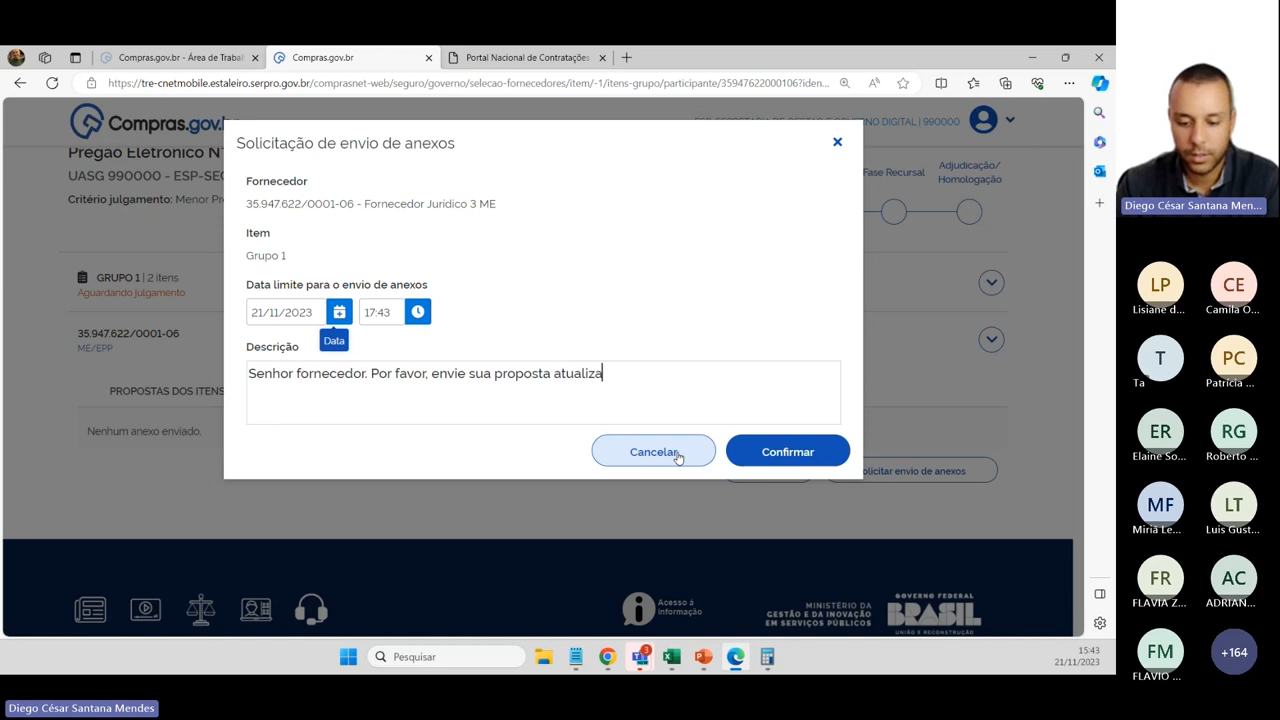 Compras.gov.br - Área de Trabal
Compras.gov.br
Portal Nacional de Contratações
https://tre-cnetmobile.estaleiro.serpro.gov.br/comprasnet-web/seguro/governo/selecao-fornecedores/item/-1/itens-grupo/participante/35947622000106?iden...
Compras.gov.b
GOVERNO DIGITAL | 990000
Pregão Eletrônico N
UASG 990000 - ESP-SE
Critério julgamento: Menor Pr
Fase Recursal
Adjudicação/
Homologação
GRUPO 1 | 2 itens
Aguardando julgamento
35.947.622/0001-06
ME/EPP
PROPOSTAS DOS ITENS
Nenhum anexo enviado.
Solicitação de envio de anexos
Fornecedor
35.947.622/0001-06 - Fornecedor Juridico 3 ME
Item
Grupo 1
Data limite para o envio de anexos
21/11/2023
17:43
Data
Descrição
Senhor fornecedor. Por favor, envie sua proposta atualiza
Cancelar
Confirmar
olicitar envio de anexos
Acesso à
informação
MINISTÉRIO DA
GESTÃO E DA INOVAÇÃO
EM SERVIÇOS PÚBLICOS
GOVERNO FEDERAL
BRASIL
UNIÃO E RECONSTRUÇÃO
Pesquisar
3
15:43
21/11/2023
Diego César Santana Men...
LP
Lisiane d...
CE
Camila O...
T
Ta
PC
Patrícia ...
ER
Elaine So...
RG
Roberto ...
MF
Miriã Le...
LT
Luis Gust...
FR
FLAVIA Z...
AC
ADRIAN...
FM
FLAVIO ...
+164
Diego César Santana Mendes